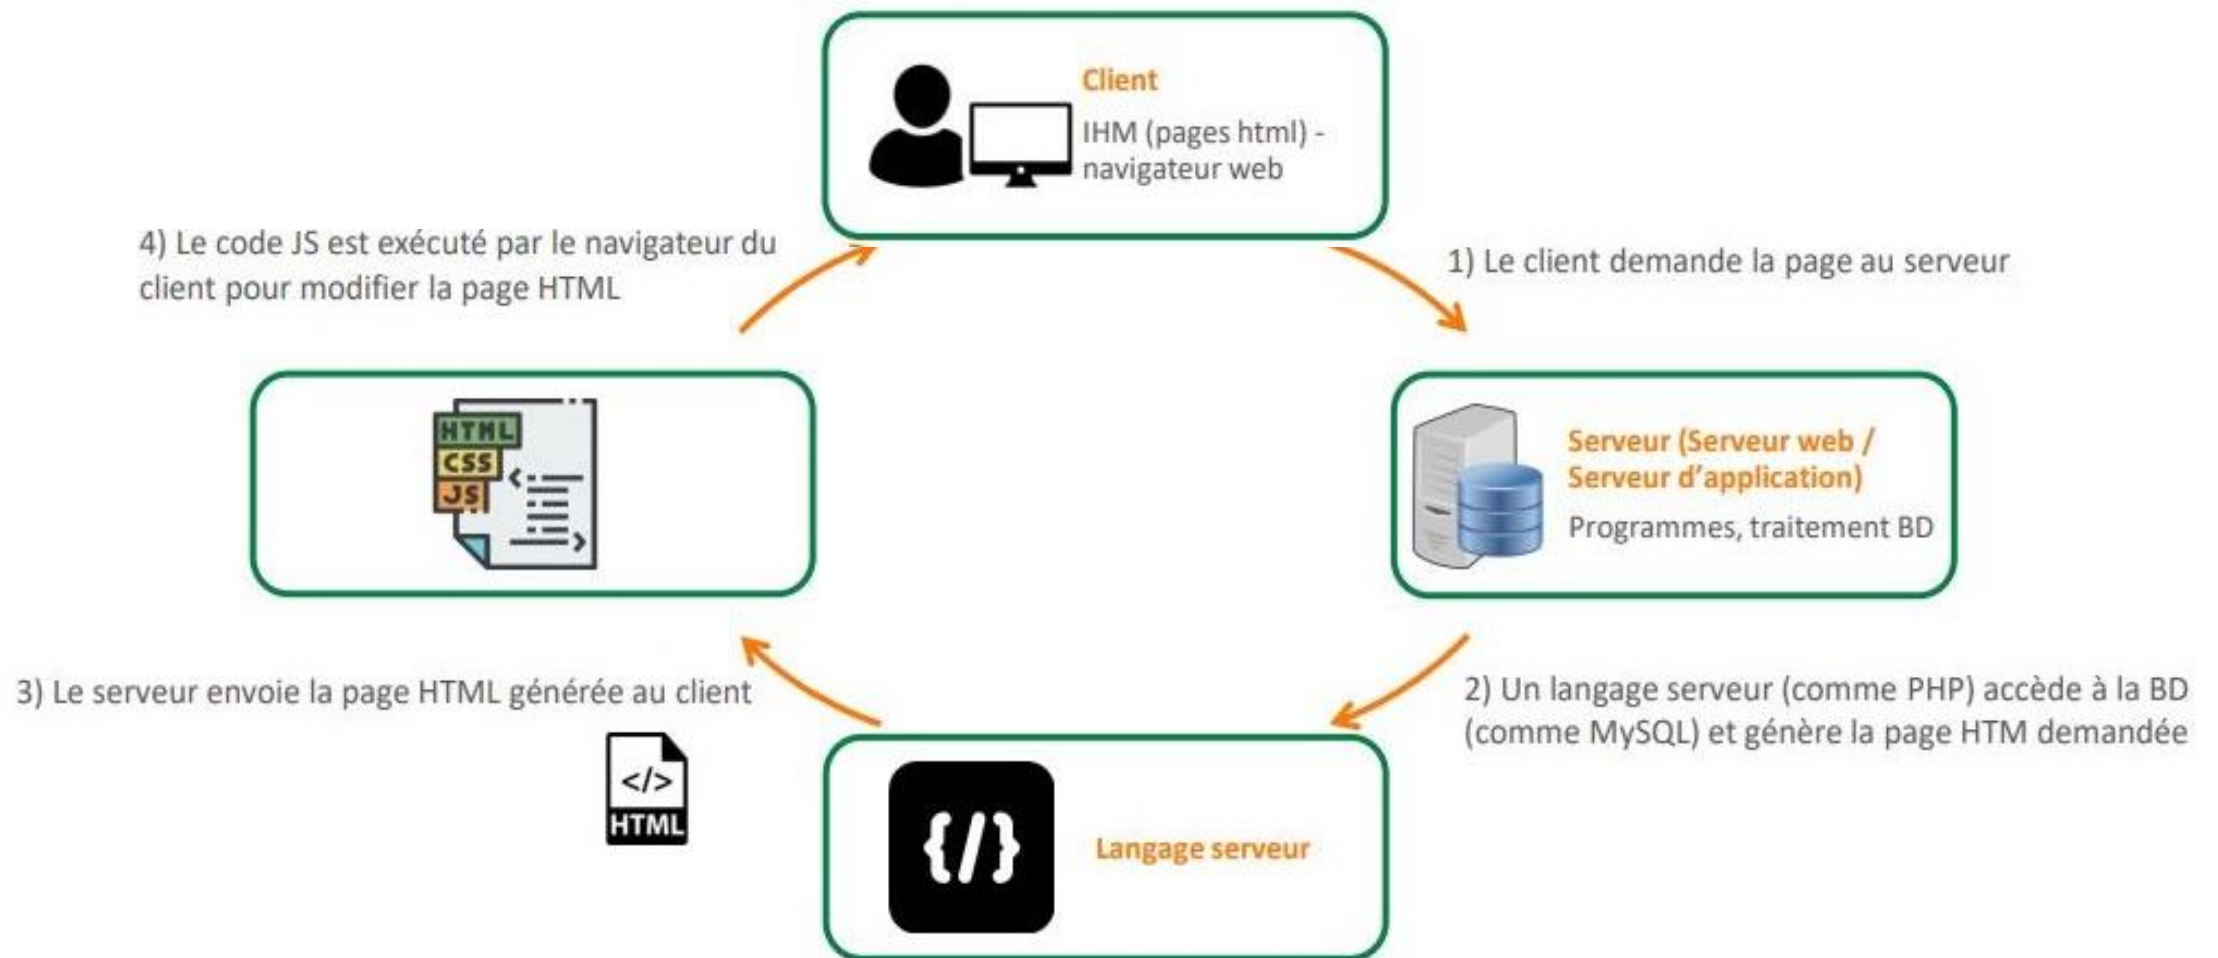 Client
IHM (pages html) -
navigateur web
4) Le code JS est exécuté par le navigateur du
client pour modifier la page HTML
1) Le client demande la page au serveur
HTML
CSS
JS
Serveur (Serveur web /
Serveur d'application)
Programmes, traitement BD
3) Le serveur envoie la page HTML générée au client
2) Un langage serveur (comme PHP) accède à la BD
(comme MySQL) et génère la page HTM demandée
</>
HTML
{/}
Langage serveur